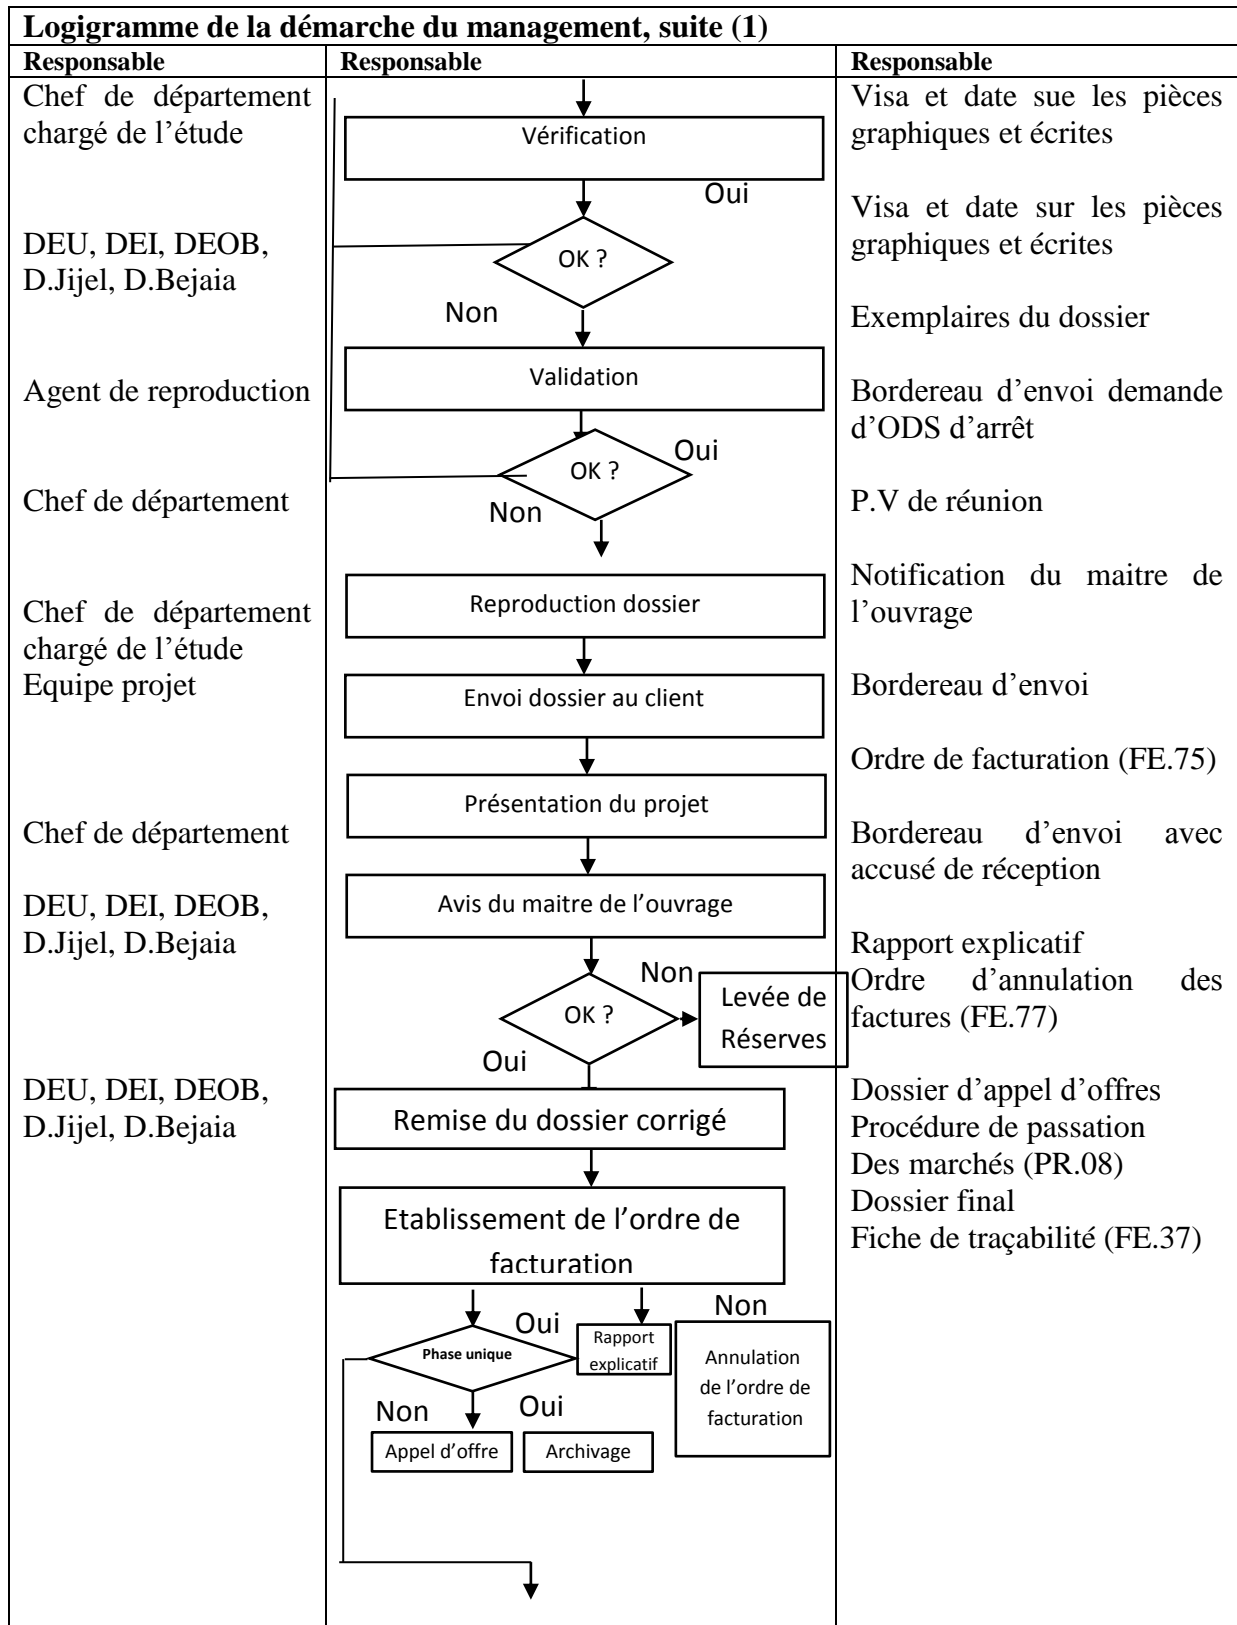 Logigramme de la démarche du management, suite (1)
Responsable
Responsable
Responsable
Chef de département
chargé de l’étude
DEU, DEI, DEOB,
D.Jijel, D.Bejaia
Agent de reproduction
Chef de département
Chef de département
chargé de l’étude
Equipe projet
Chef de département
DEU, DEI, DEOB,
D.Jijel, D.Bejaia
DEU, DEI, DEOB,
D.Jijel, D.Bejaia
Vérification
Oui
OK ?
Non
Validation
Oui
OK ?
Non
Reproduction dossier
Envoi dossier au client
Présentation du projet
Avis du maitre de l’ouvrage
Non
OK ?
Levée de
Réserves
Oui
Remise du dossier corrigé
Etablissement de l’ordre de
facturation
Non
Oui
Phase unique
Rapport
explicatif
Annulation
de l’ordre de
facturation
Non
Oui
Appel d’offre
Archivage
Visa et date sue les pièces
graphiques et écrites
Visa et date sur les pièces
graphiques et écrites
Exemplaires du dossier
Bordereau d’envoi demande
d’ODS d’arrêt
P.V de réunion
Notification du maitre de
l’ouvrage
Bordereau d’envoi
Ordre de facturation (FE.75)
Bordereau d’envoi avec
accusé de réception
Rapport explicatif
Ordre d’annulation des
factures (FE.77)
Dossier d’appel d’offres
Procédure de passation
Des marchés (PR.08)
Dossier final
Fiche de traçabilité (FE.37)